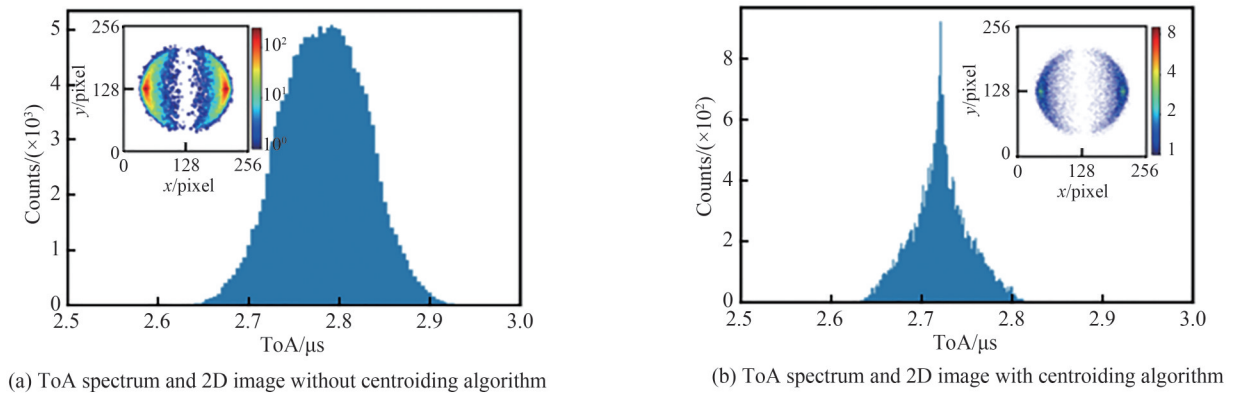 5
4
3
2
1
0
Counts/(×10³)
2.5 2.6 2.7 2.8 2.9 3.0
ToA/μs
256
128
0
y/pixel
0 128 256
x/pixel
10²
10¹
10⁰
(a) ToA spectrum and 2D image without centroiding algorithm
8
6
4
2
0
Counts/(×10²)
2.5 2.6 2.7 2.8 2.9 3.0
ToA/μs
256
128
0
y/pixel
0 128 256
x/pixel
8
4
2
1
(b) ToA spectrum and 2D image with centroiding algorithm